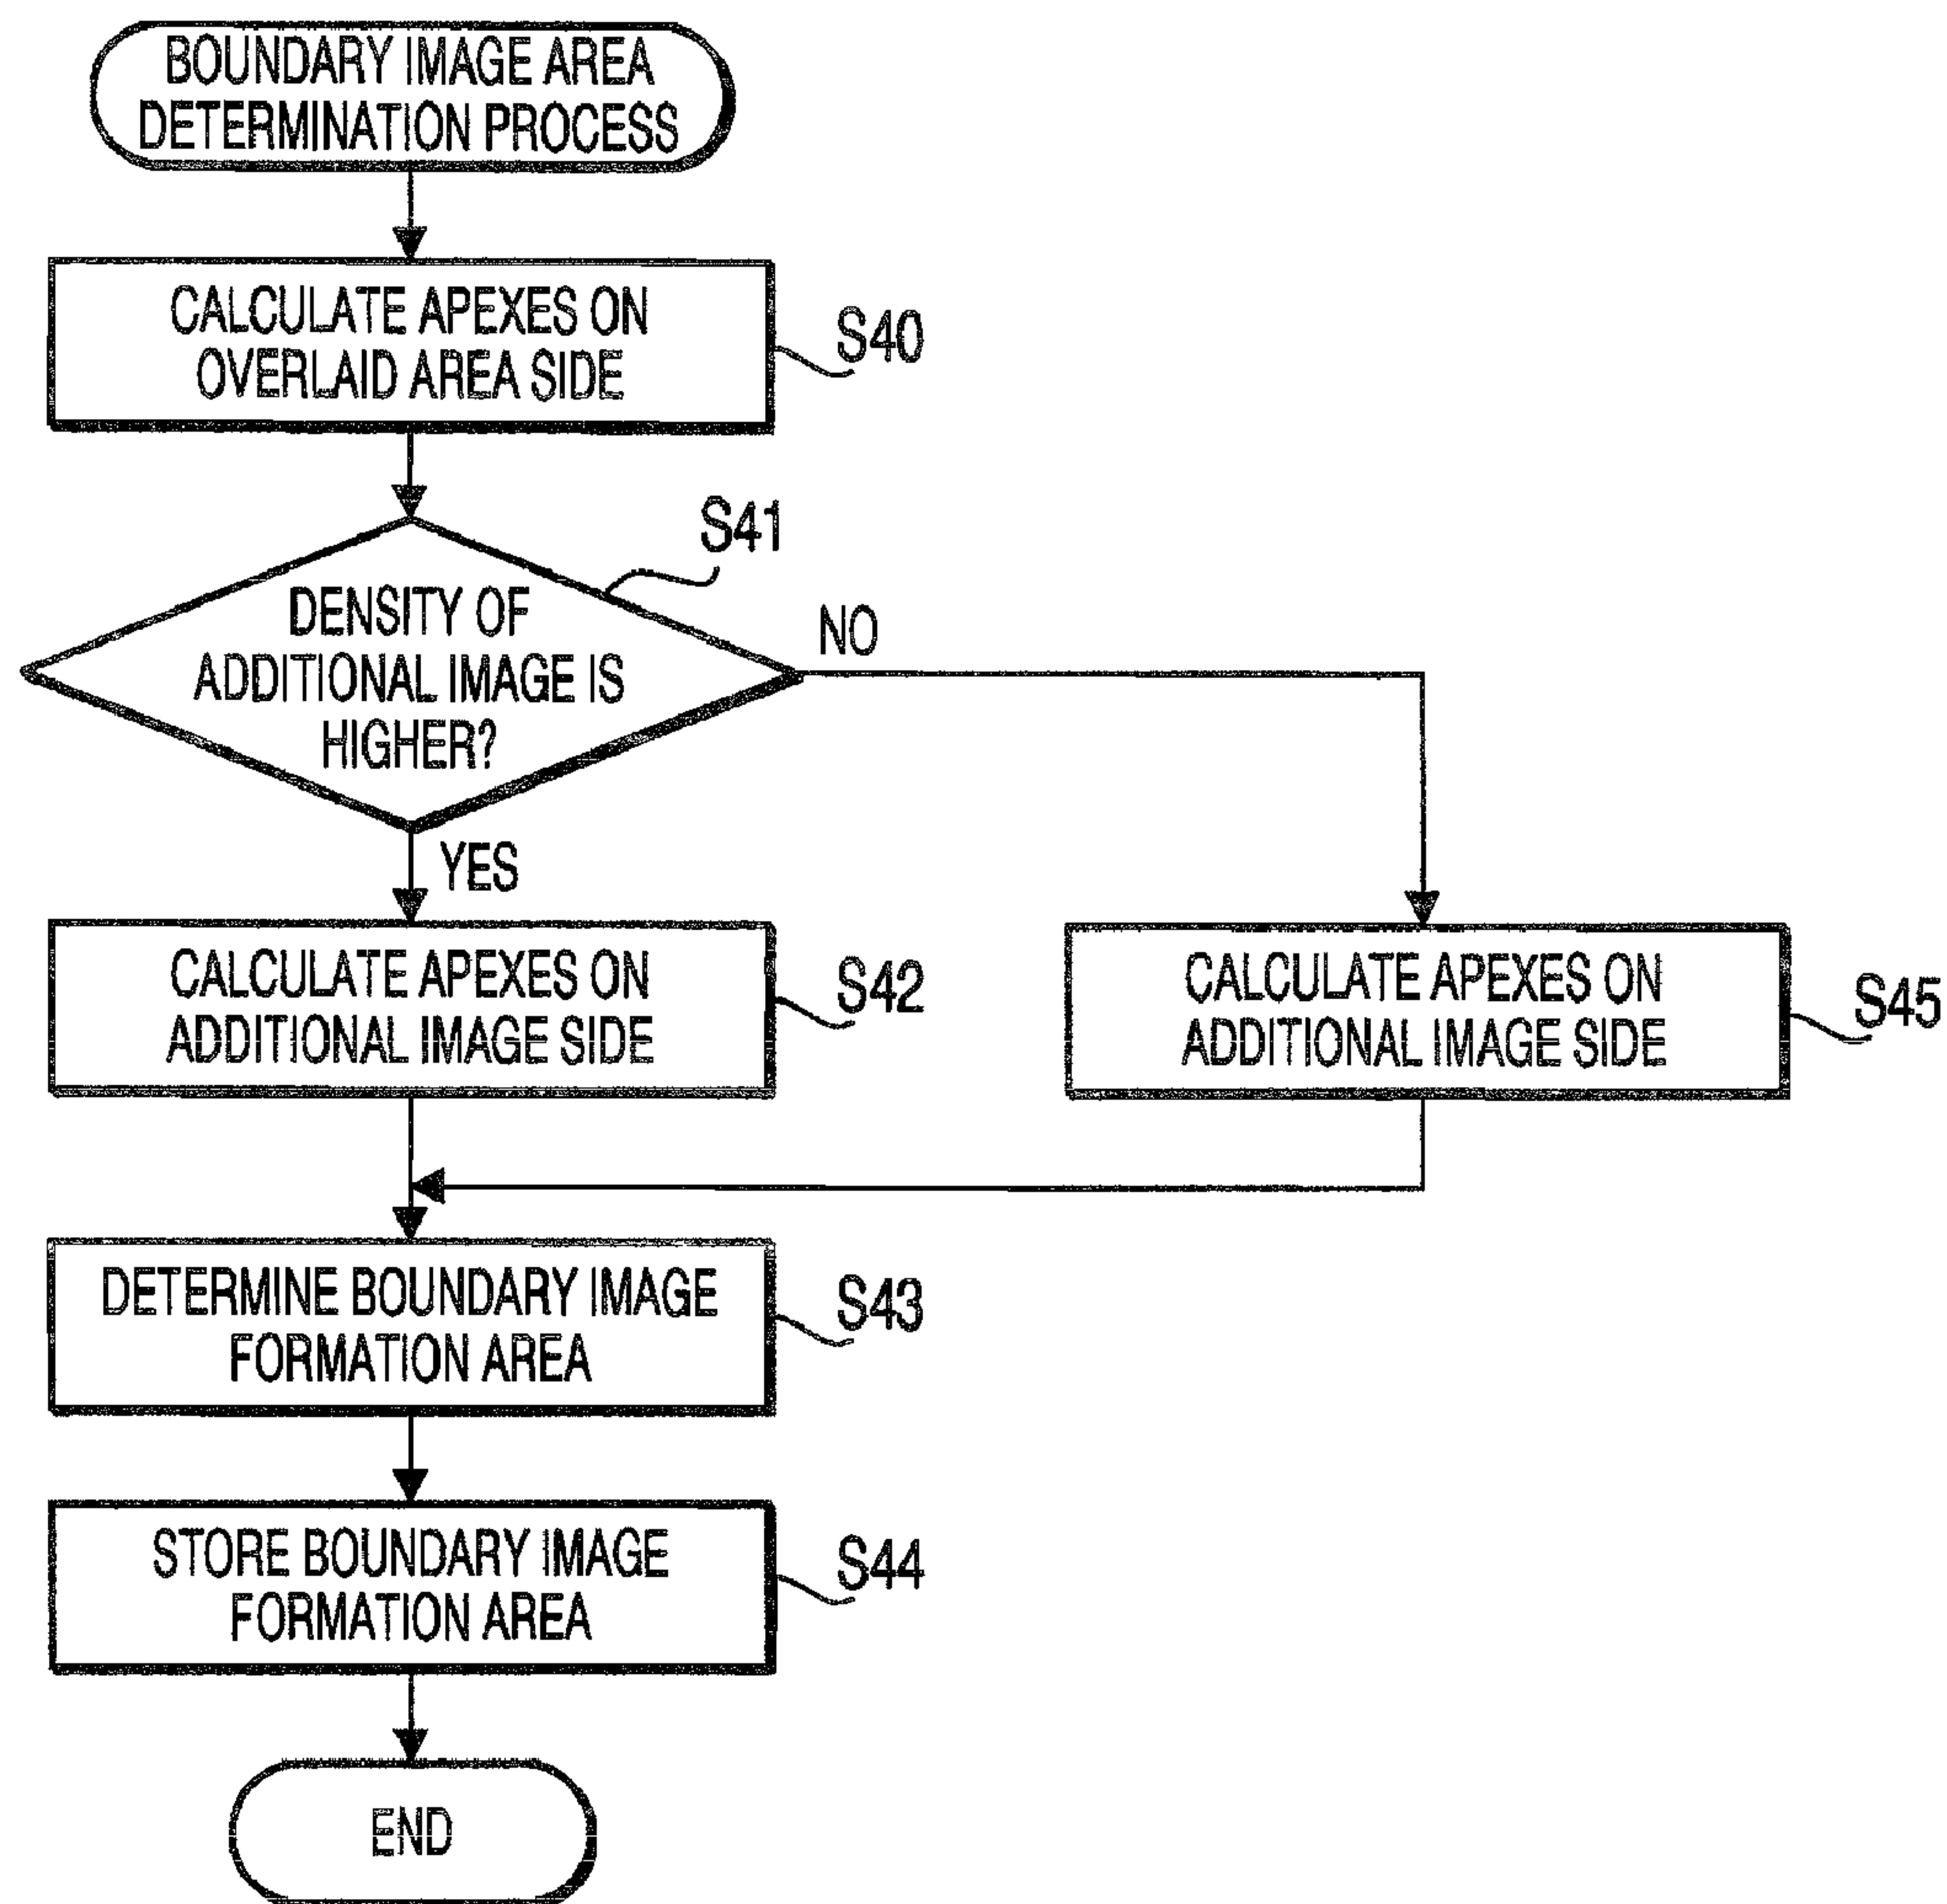 BOUNDARY IMAGE AREA
DETERMINATION PROCESS
CALCULATE APEXES ON
OVERLAID AREA SIDE
S40
S41
DENSITY OF
ADDITIONAL IMAGE IS
HIGHER?
NO
YES
CALCULATE APEXES ON
ADDITIONAL IMAGE SIDE
S42
CALCULATE APEXES ON
ADDITIONAL IMAGE SIDE
S45
DETERMINE BOUNDARY IMAGE
FORMATION AREA
S43
STORE BOUNDARY IMAGE
FORMATION AREA
S44
END